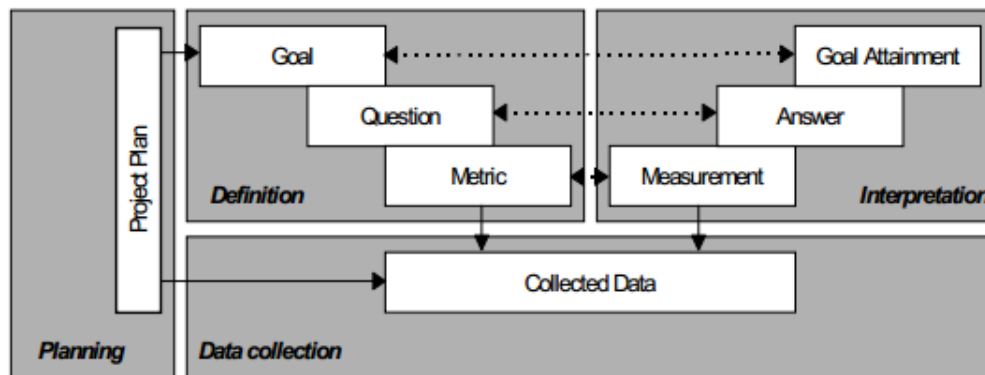 Project Plan
Planning
Goal
Question
Metric
Definition
Goal Attainment
Answer
Measurement
Interpretation
Collected Data
Data collection